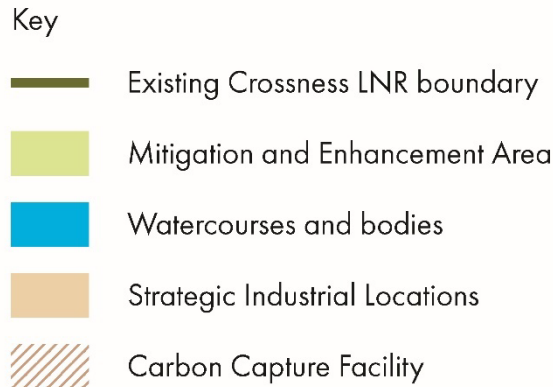 Key
Existing Crossness LNR boundary
Mitigation and Enhancement Area
Watercourses and bodies
Strategic Industrial Locations
Carbon Capture Facility